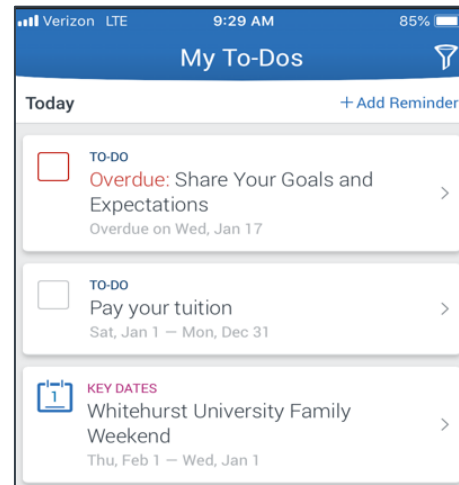 Verizon LTE 9:29 AM 85%
My To-Dos
Today + Add Reminder
TO-DO
Overdue: Share Your Goals and
Expectations
Overdue on Wed, Jan 17
TO-DO
Pay your tuition
Sat, Jan 1 — Mon, Dec 31
1
KEY DATES
Whitehurst University Family
Weekend
Thu, Feb 1 — Wed, Jan 1